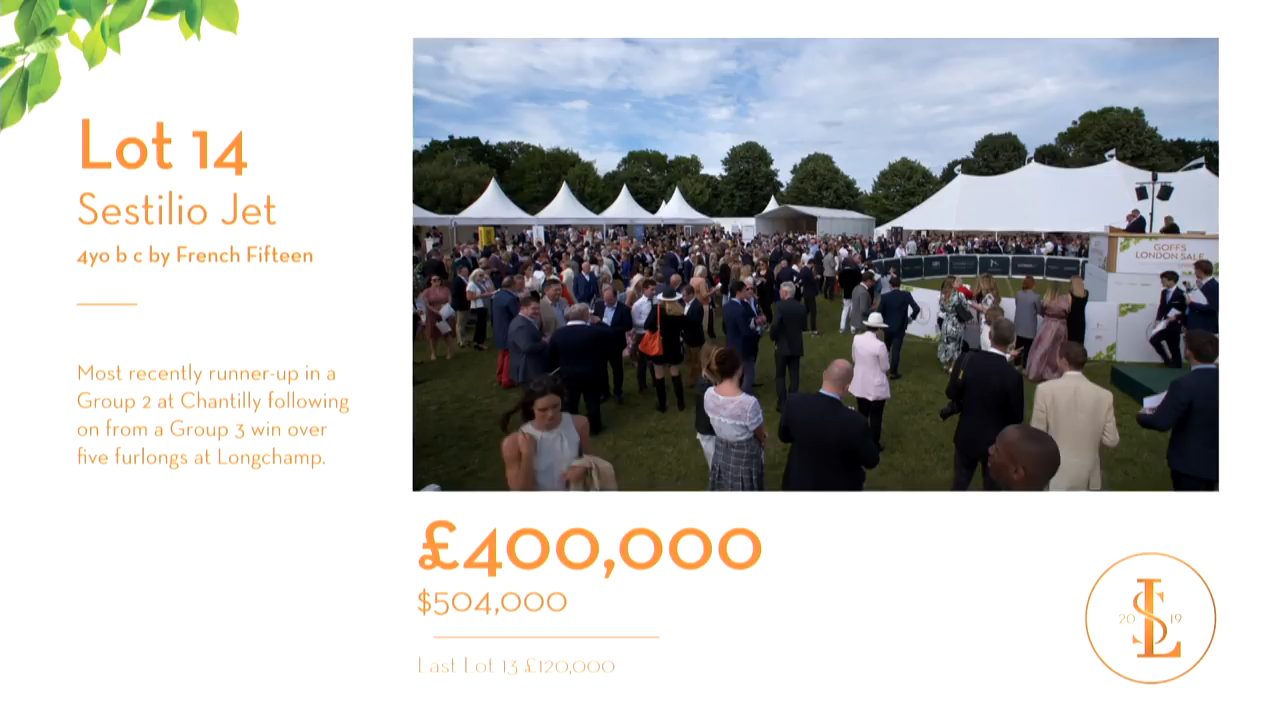 Lot 14
Sestilio Jet
4yo b c by French Fifteen
Most recently runner-up in a
Group 2 at Chantilly following
on from a Group 3 win over
five furlongs at Longchamp.
GOFFS
LONDON SALE
£400,000
$504,000
Last Lot 13 £120,000
20 SL 19